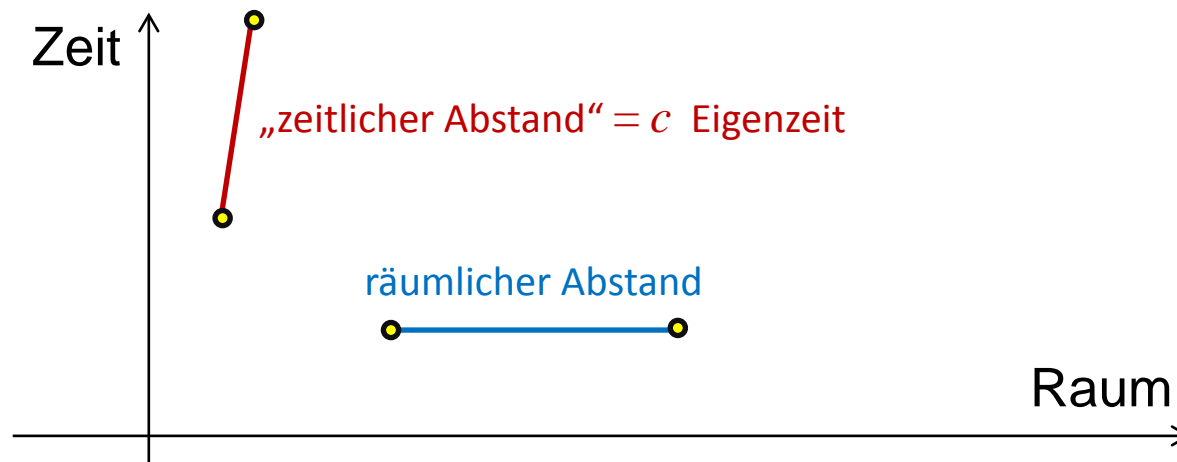 Zeit
„zeitlicher Abstand“ = c Eigenzeit
räumlicher Abstand
Raum